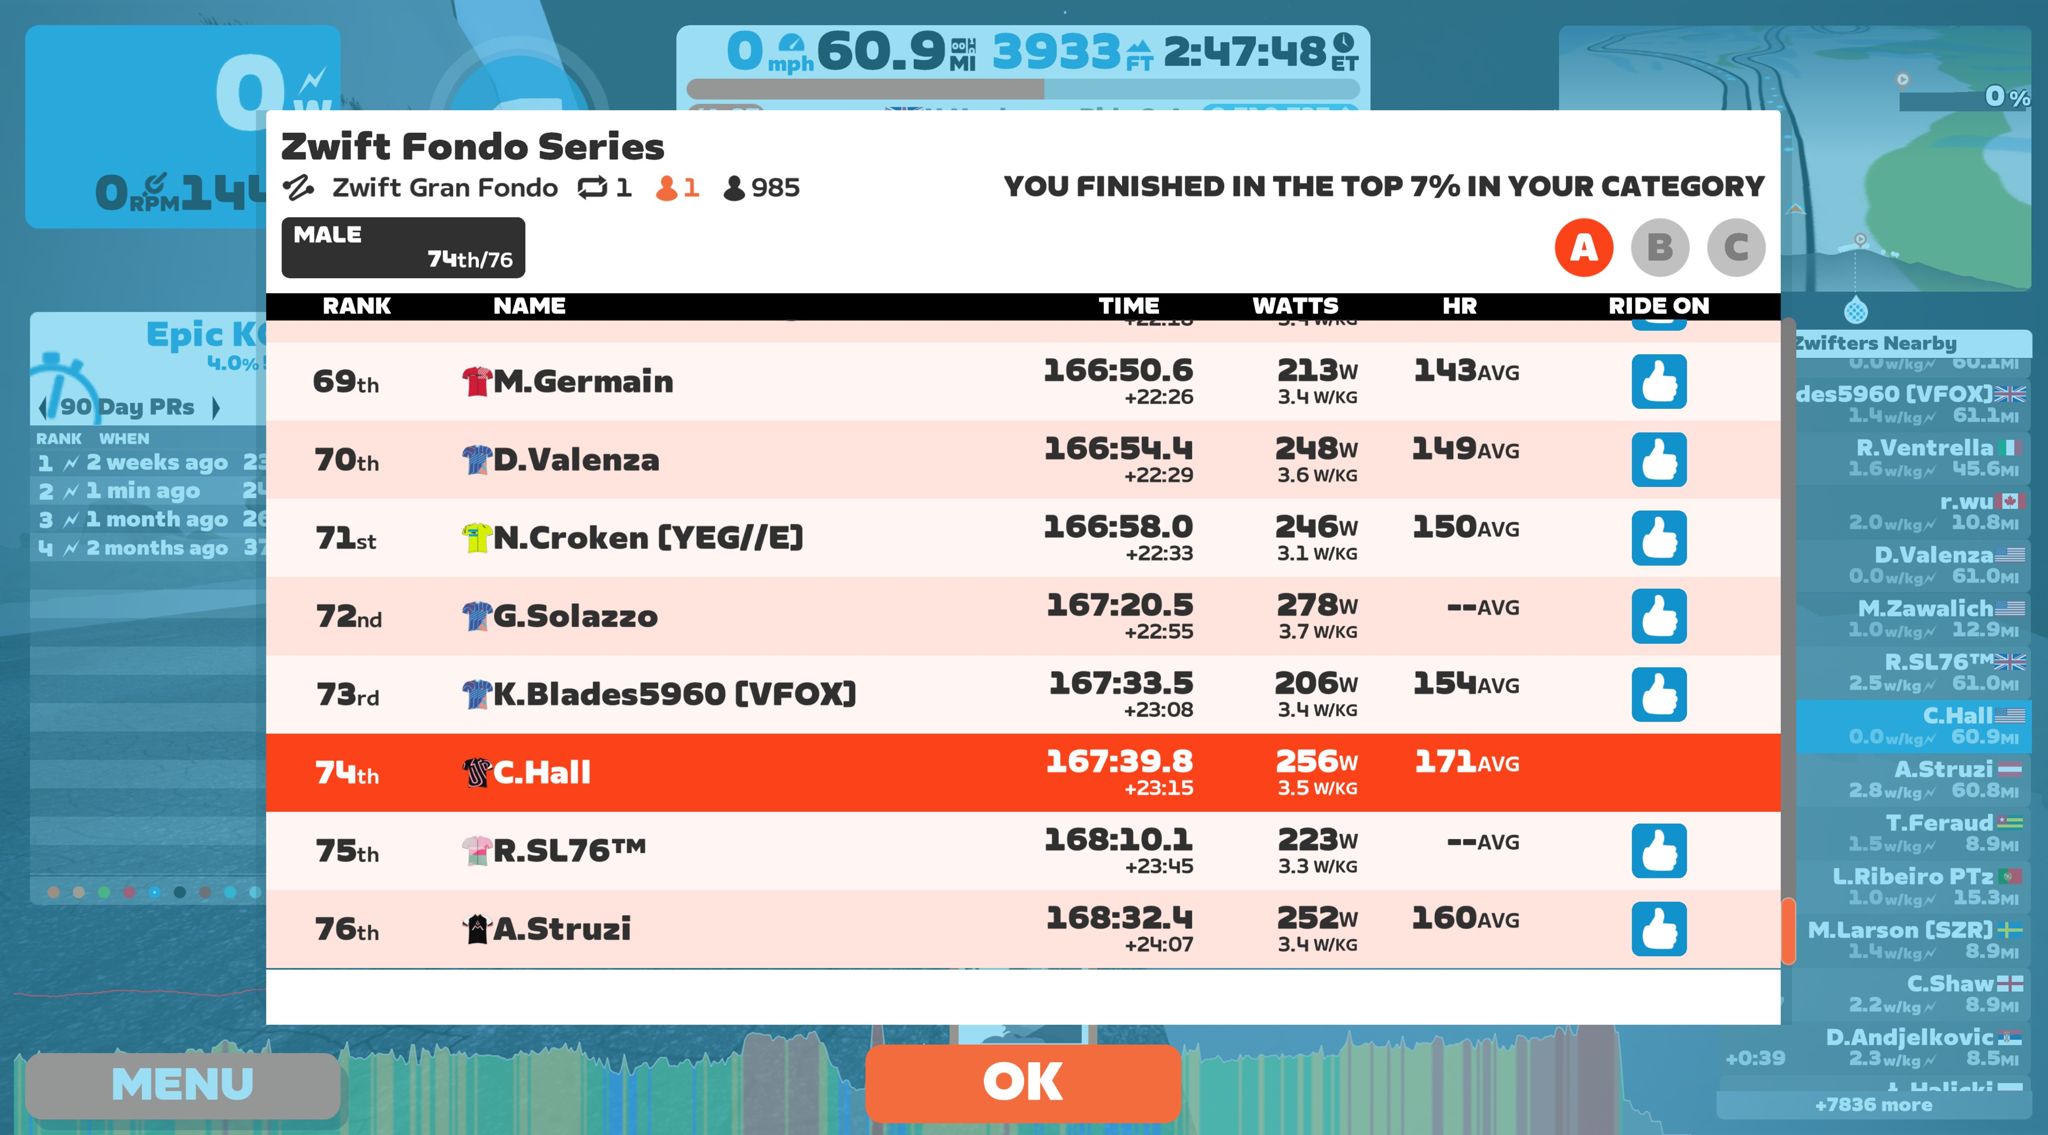 0 w
0 RPM 144
0 mph 60.9 MI 3933 FT 2:47:48 ET
0 %
Zwift Fondo Series
Zwift Gran Fondo 1 1 985
YOU FINISHED IN THE TOP 7% IN YOUR CATEGORY
MALE
74th/76
A B C
RANK NAME TIME WATTS HR RIDE ON
69th M.Germain 166:50.6 213W 143AVG
+22:26 3.4 W/KG
70th D.Valenza 166:54.4 248W 149AVG
+22:29 3.6 W/KG
71st N.Croken [YEG//E] 166:58.0 246W 150AVG
+22:33 3.1 W/KG
72nd G.Solazzo 167:20.5 278W --AVG
+22:55 3.7 W/KG
73rd K.Blades5960 [VFOX] 167:33.5 206W 154AVG
+23:08 3.4 W/KG
74th C.Hall 167:39.8 256W 171AVG
+23:15 3.5 W/KG
75th R.SL76™ 168:10.1 223W --AVG
+23:45 3.3 W/KG
76th A.Struzi 168:32.4 252W 160AVG
+24:07 3.4 W/KG
Epic K
4.0%
90 Day PRs
RANK WHEN
1 2 weeks ago
2 1 min ago
3 1 month ago
4 2 months ago
Zwifters Nearby
0.0w/kg 60.1MI
des5960 [VFOX]
1.4w/kg 61.1MI
R.Ventrella
1.6w/kg 45.6MI
r.wu
2.0w/kg 10.8MI
D.Valenza
0.0w/kg 61.0MI
M.Zawalich
1.0w/kg 12.9MI
R.SL76™
2.5w/kg 61.0MI
C.Hall
0.0w/kg 60.9MI
A.Struzi
2.8w/kg 60.8MI
T.Feraud
1.5w/kg 8.9MI
L.Ribeiro PTz
1.0w/kg 15.3MI
M.Larson [SZR]
1.4w/kg 8.9MI
C.Shaw
2.2w/kg 8.9MI
D.Andjelkovic
+0:39 2.3w/kg 8.5MI
+7836 more
MENU
OK